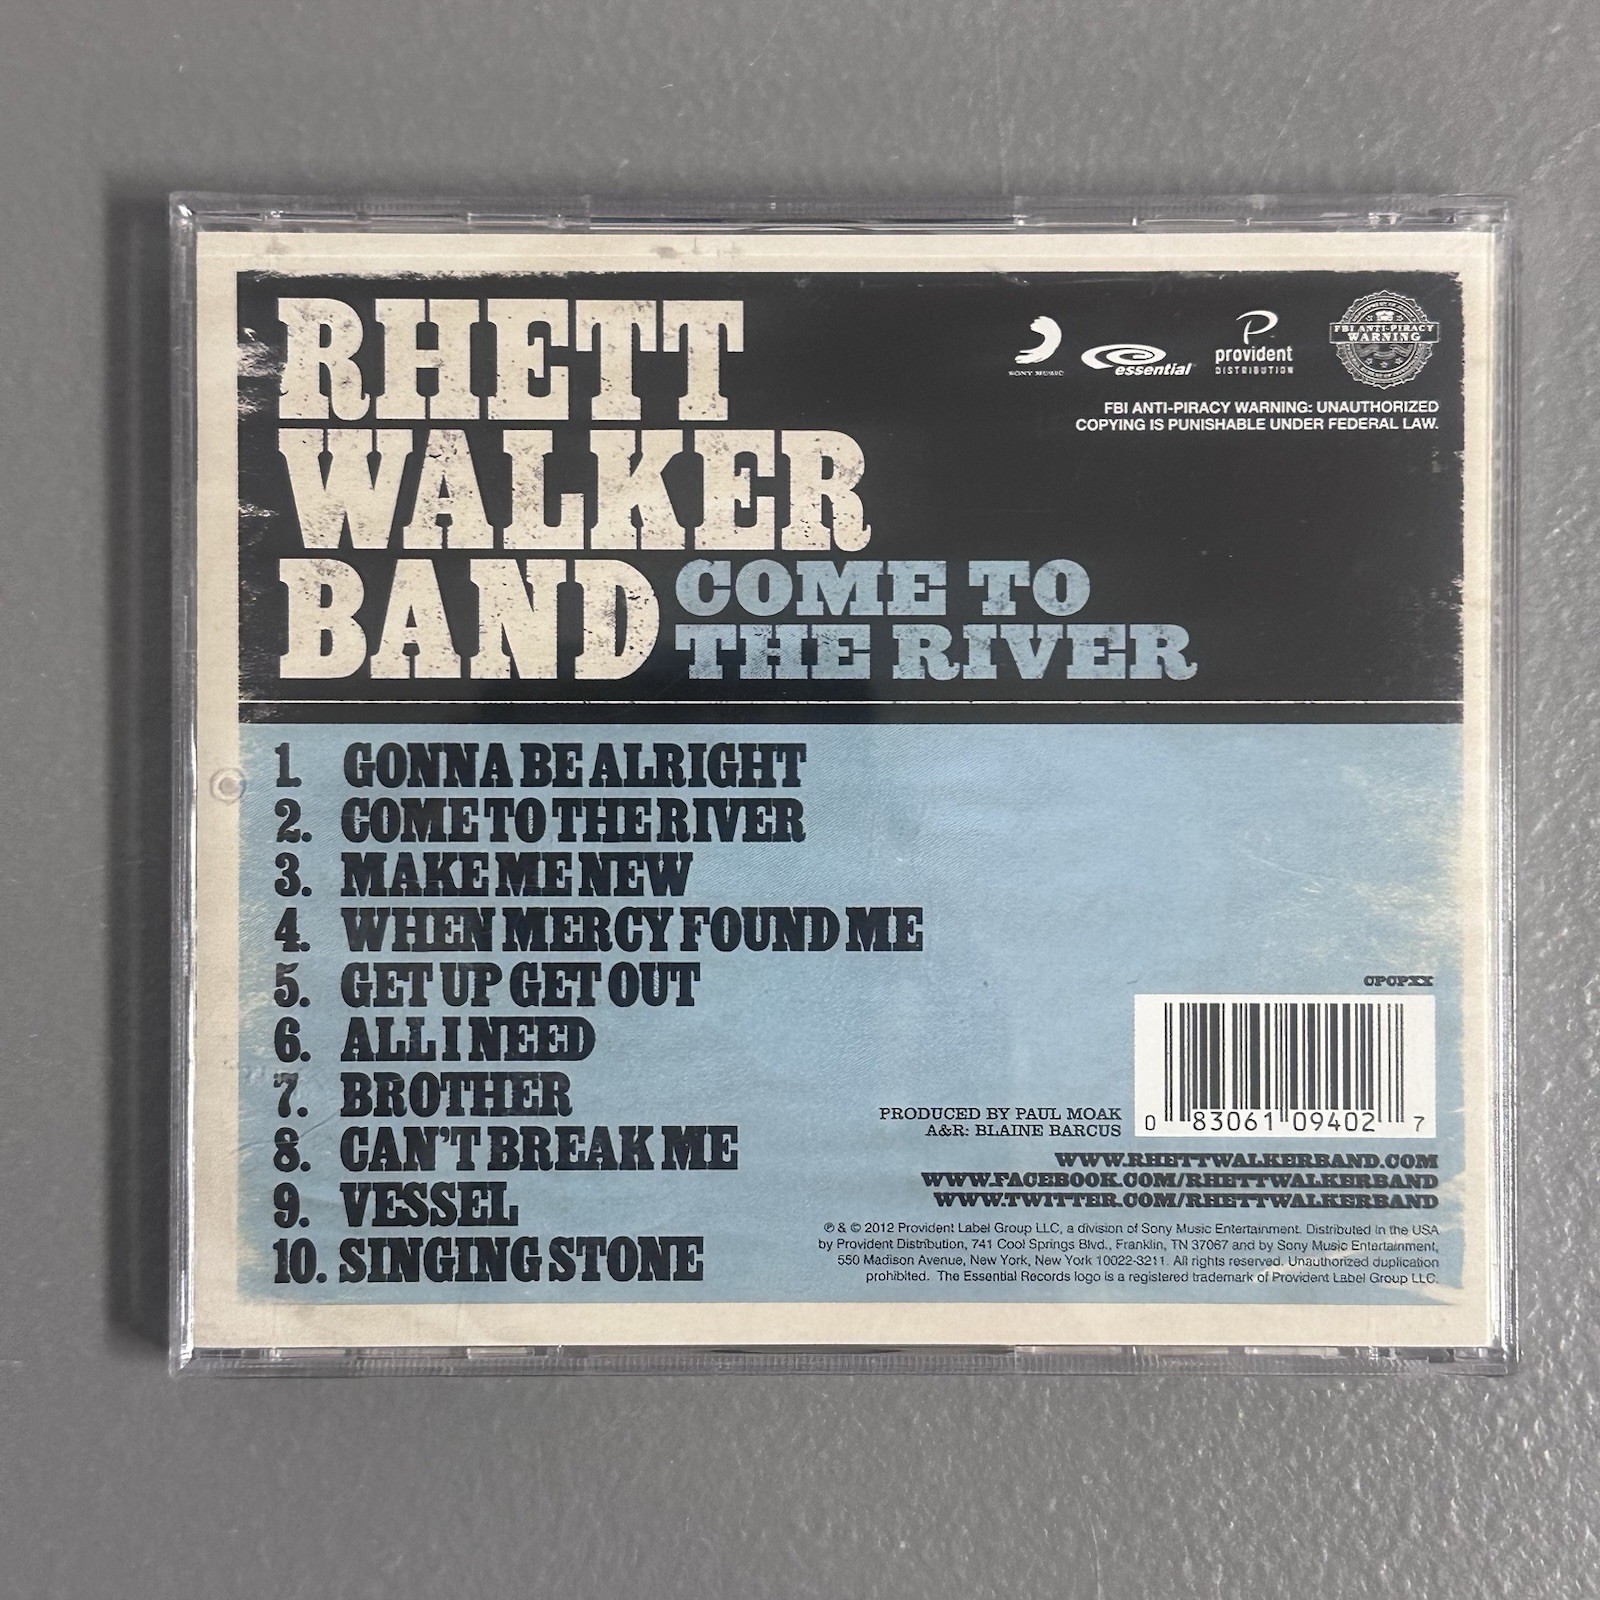 RHETT
WALKER
BAND
COME TO
THE RIVER
SONY MUSIC
essential
provident
DISTRIBUTION
FBI ANTI-PIRACY
WARNING
FBI ANTI-PIRACY WARNING: UNAUTHORIZED
COPYING IS PUNISHABLE UNDER FEDERAL LAW.
1. GONNA BE ALRIGHT
2. COME TO THE RIVER
3. MAKE ME NEW
4. WHEN MERCY FOUND ME
5. GET UP GET OUT
6. ALL I NEED
7. BROTHER
8. CAN'T BREAK ME
9. VESSEL
10. SINGING STONE
CPCPXX
0 83061 09402 7
PRODUCED BY PAUL MOAK
A&R: BLAINE BARCUS
WWW.RHETTWALKERBAND.COM
WWW.FACEBOOK.COM/RHETTWALKERBAND
WWW.TWITTER.COM/RHETTWALKERBAND
℗ & © 2012 Provident Label Group LLC, a division of Sony Music Entertainment. Distributed in the USA
by Provident Distribution, 741 Cool Springs Blvd., Franklin, TN 37067 and by Sony Music Entertainment,
550 Madison Avenue, New York, New York 10022-3211. All rights reserved. Unauthorized duplication
prohibited. The Essential Records logo is a registered trademark of Provident Label Group LLC.